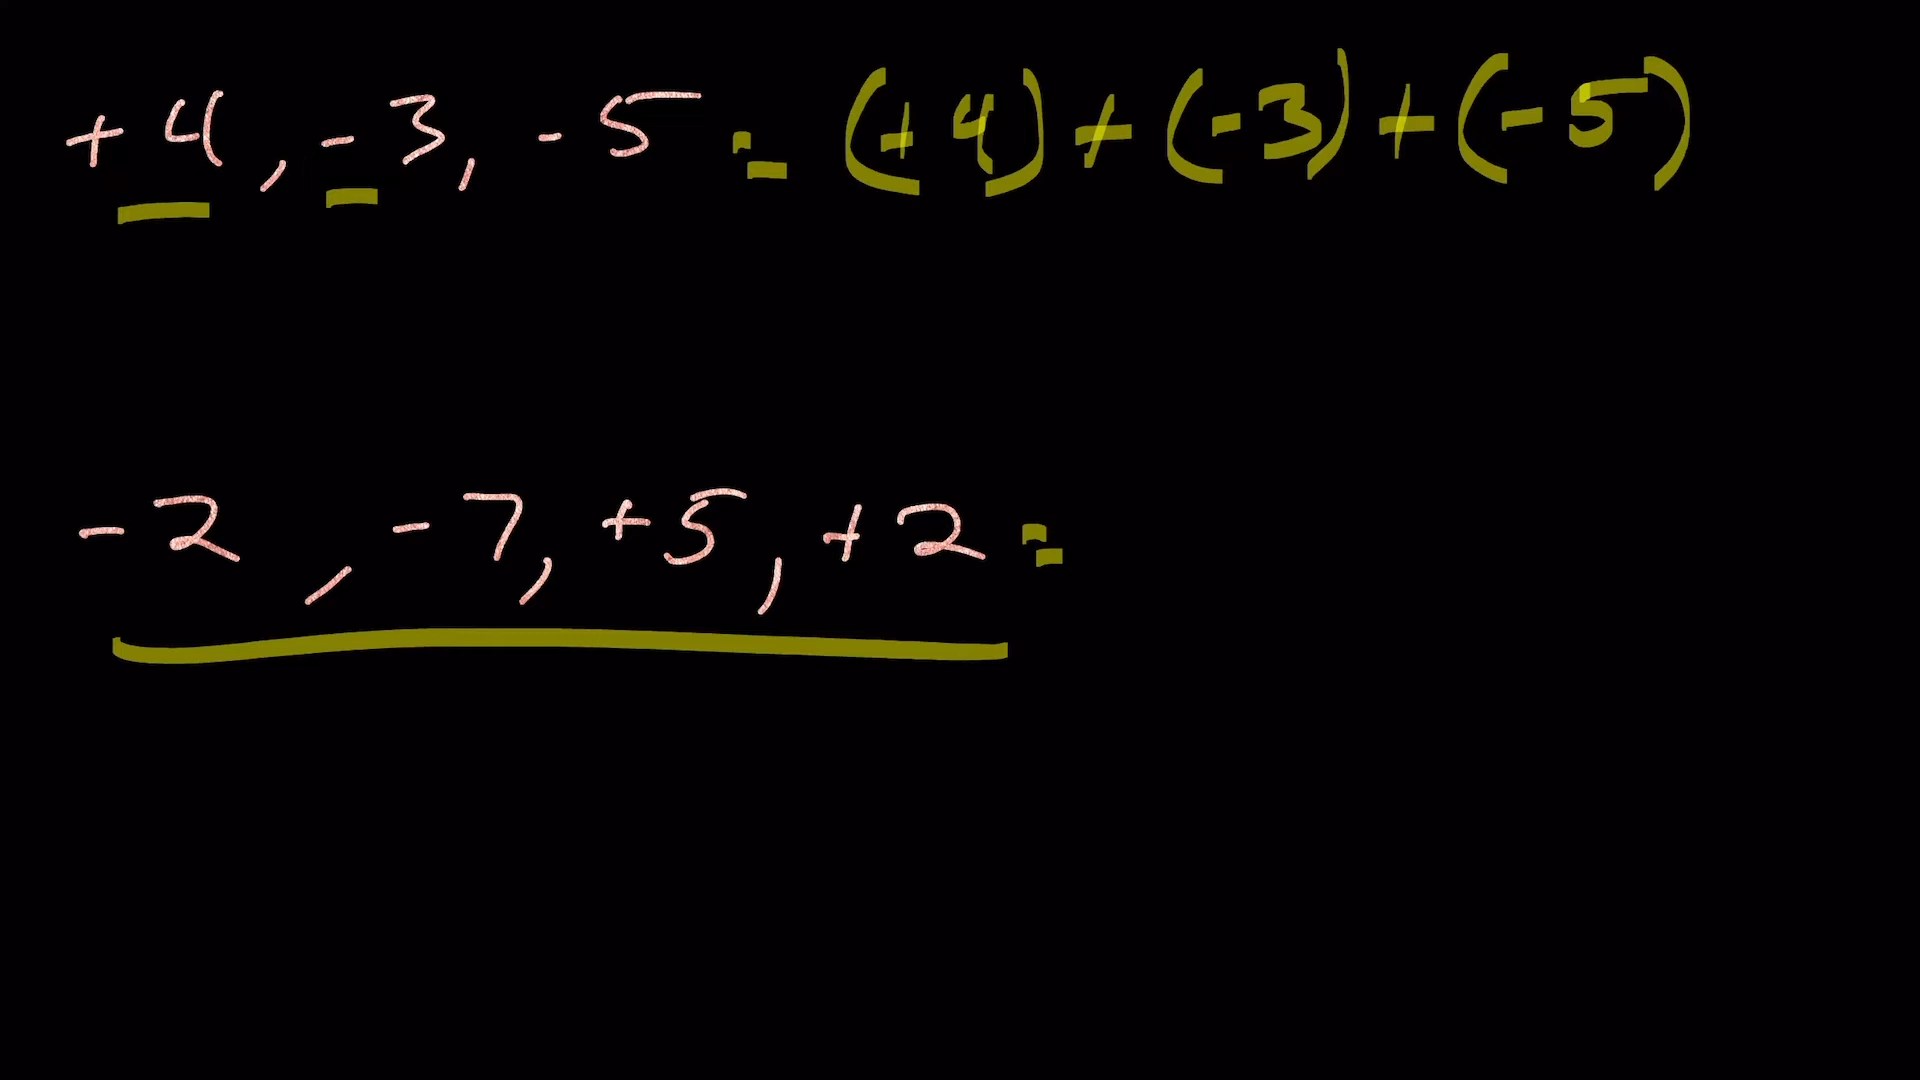 +4, -3, -5 = (+4) + (-3) + (-5)
-2, -7, +5, +2 =